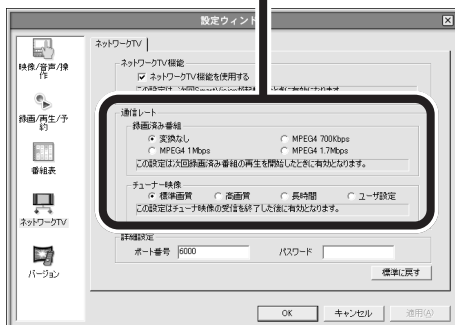 設定ウィンド
ネットワークTV
映像/音声/操作
録画/再生/予約
番組表
ネットワークTV
バージョン
ネットワークTV機能
ネットワークTV機能を使用する
通信レート
録画済み番組
変換なし
MPEG4 700Kbps
MPEG4 1Mbps
MPEG4 1.7Mbps
この設定は次回録画済み番組の再生を開始したときに有効となります。
チューナー映像
標準画質
高画質
長時間
ユーザ設定
この設定はチューナ映像の受信を終了した後に有効となります。
詳細設定
ポート番号
6000
パスワード
標準に戻す
OK
キャンセル
適用(A)